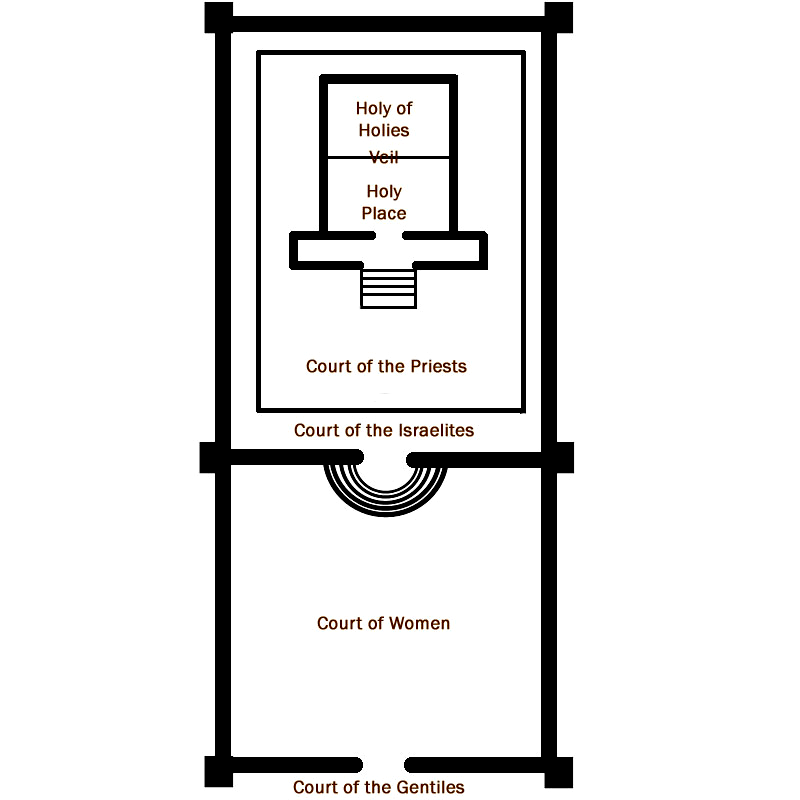 Holy of
Holies
Veil
Holy
Place
Court of the Priests
Court of the Israelites
Court of Women
Court of the Gentiles